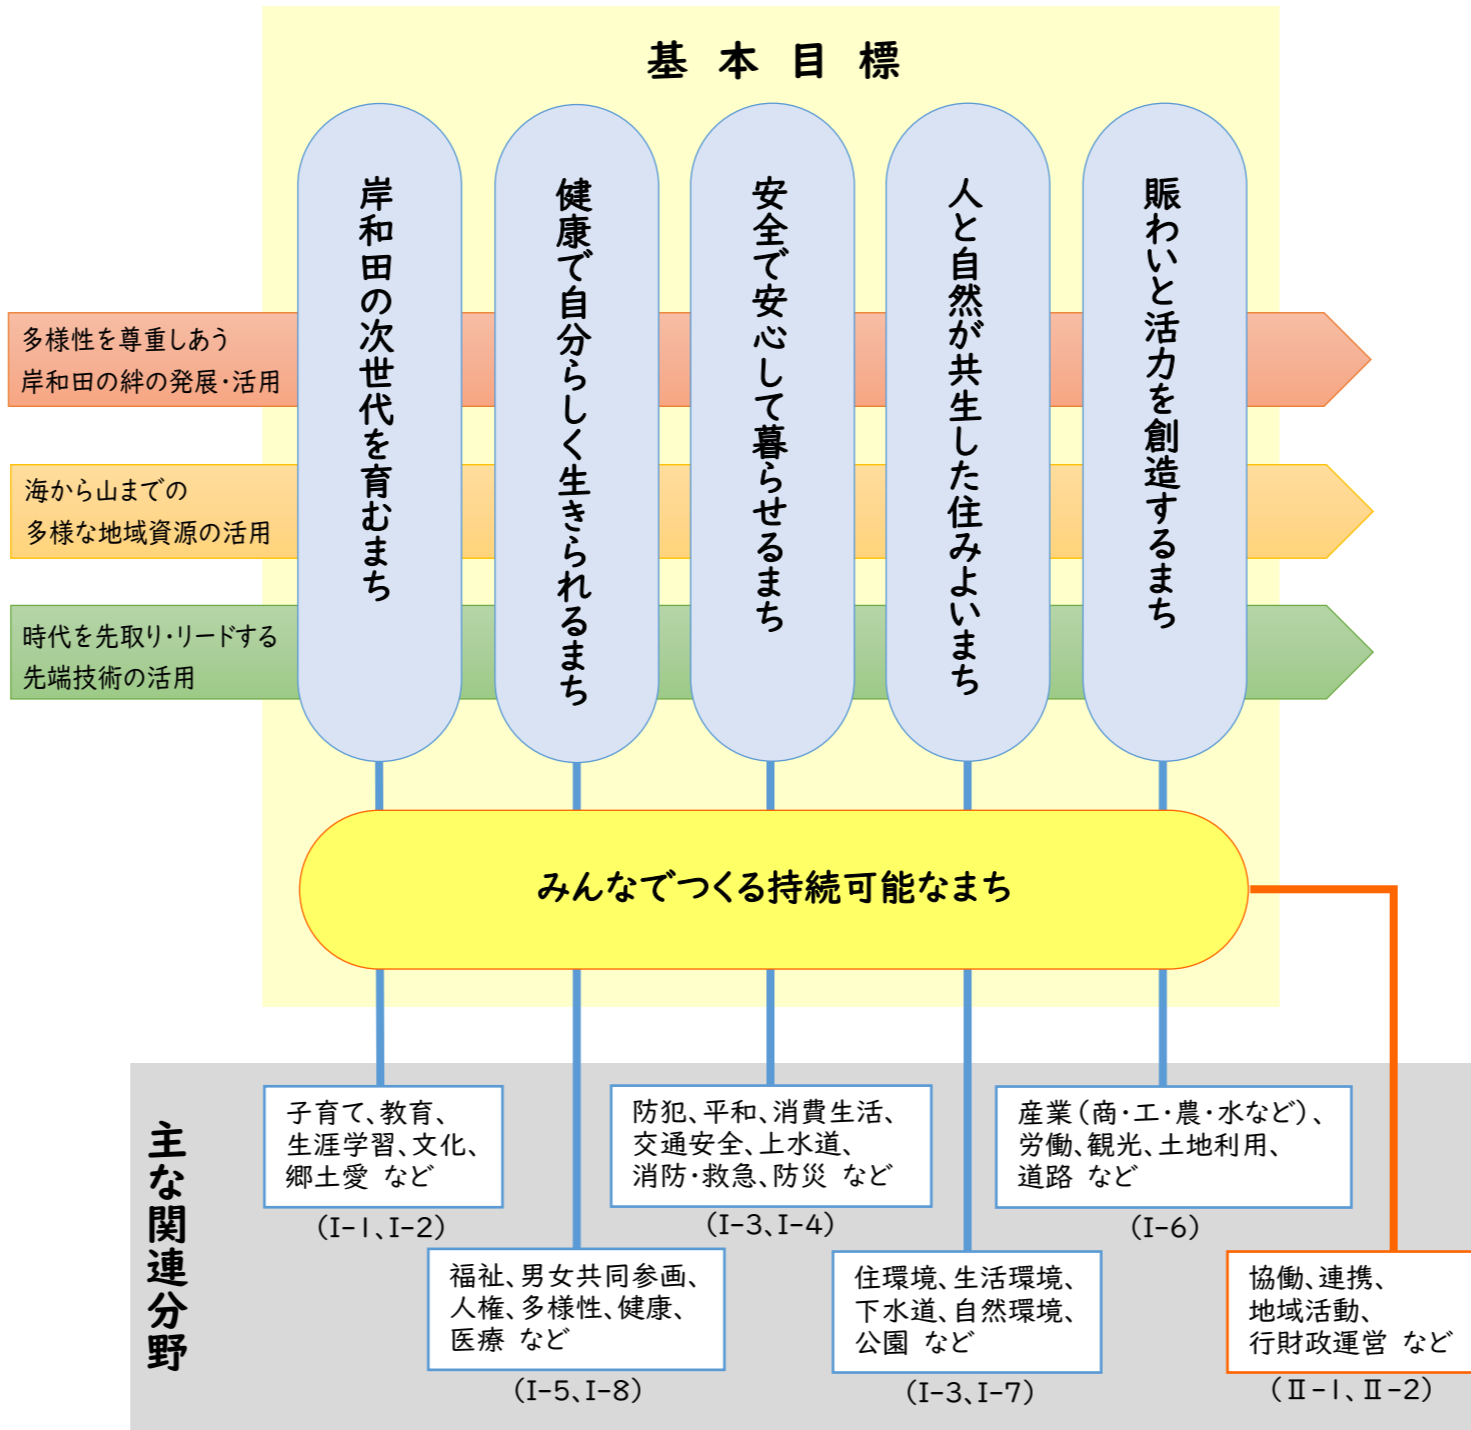 基本目標
岸和田の次世代を育むまち
健康で自分らしく生きられるまち
安全で安心して暮らせるまち
人と自然が共生した住みよいまち
賑わいと活力を創造するまち
多様性を尊重しあう
岸和田の絆の発展・活用
海から山までの
多様な地域資源の活用
時代を先取り・リードする
先端技術の活用
みんなでつくる持続可能なまち
主な関連分野
子育て、教育、
生涯学習、文化、
郷土愛 など
(I-1、I-2)
福祉、男女共同参画、
人権、多様性、健康、
医療 など
(I-5、I-8)
防犯、平和、消費生活、
交通安全、上水道、
消防・救急、防災 など
(I-3、I-4)
住環境、生活環境、
下水道、自然環境、
公園 など
(I-3、I-7)
産業(商・工・農・水など)、
労働、観光、土地利用、
道路 など
(I-6)
協働、連携、
地域活動、
行財政運営 など
(Ⅱ-1、Ⅱ-2)